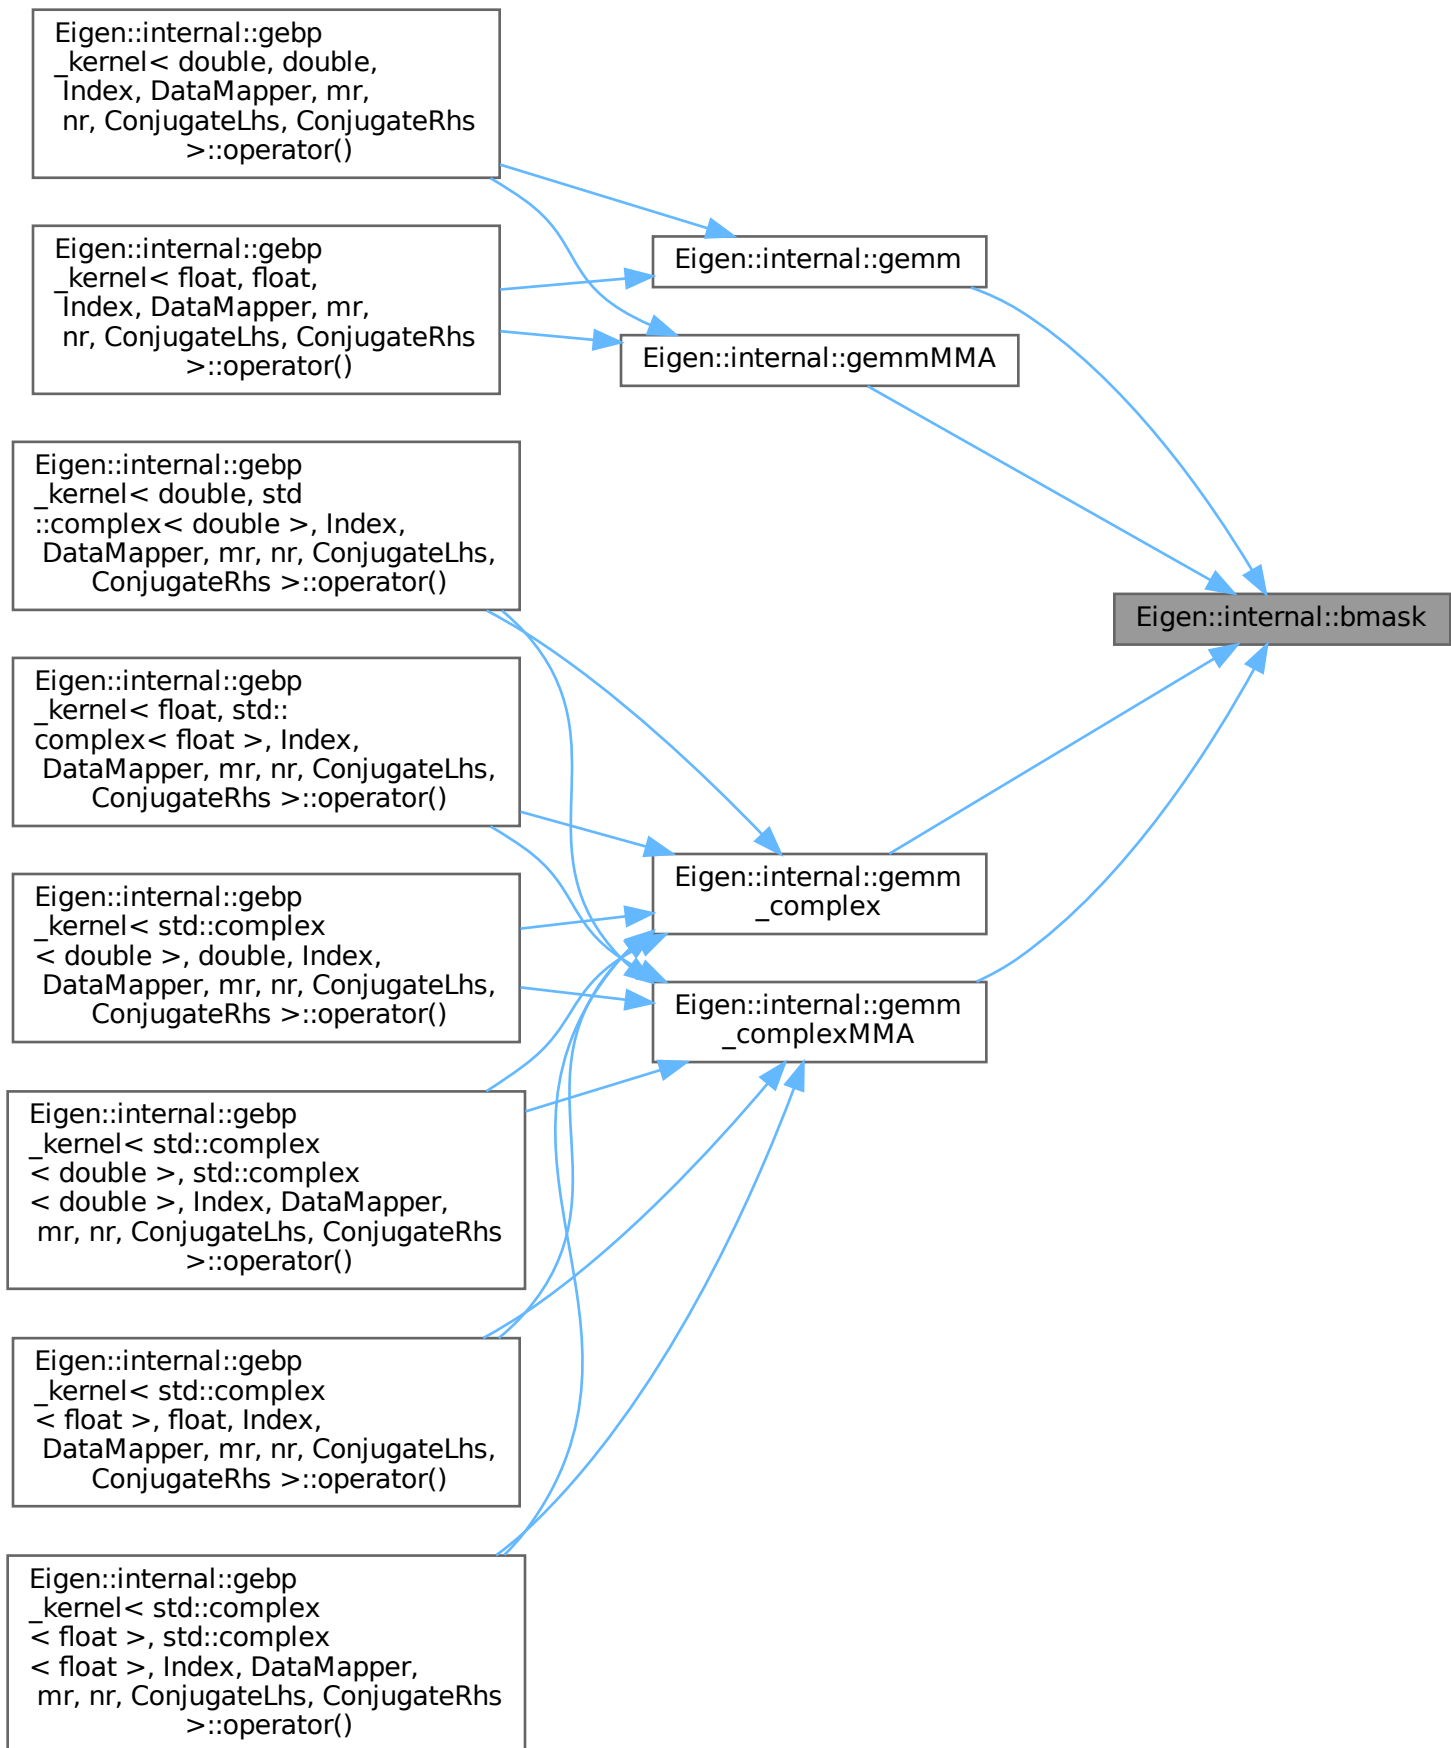 Eigen::internal::gebp
_kernel< double, double,
Index, DataMapper, mr,
nr, ConjugateLhs, ConjugateRhs
>::operator()
Eigen::internal::gebp
_kernel< float, float,
Index, DataMapper, mr,
nr, ConjugateLhs, ConjugateRhs
>::operator()
Eigen::internal::gemm
Eigen::internal::gemmMMA
Eigen::internal::gebp
_kernel< double, std
::complex< double >, Index,
DataMapper, mr, nr, ConjugateLhs,
ConjugateRhs >::operator()
Eigen::internal::bmask
Eigen::internal::gebp
_kernel< float, std::
complex< float >, Index,
DataMapper, mr, nr, ConjugateLhs,
ConjugateRhs >::operator()
Eigen::internal::gebp
_kernel< std::complex
< double >, double, Index,
DataMapper, mr, nr, ConjugateLhs,
ConjugateRhs >::operator()
Eigen::internal::gemm
_complex
Eigen::internal::gemm
_complexMMA
Eigen::internal::gebp
_kernel< std::complex
< double >, std::complex
< double >, Index, DataMapper,
mr, nr, ConjugateLhs, ConjugateRhs
>::operator()
Eigen::internal::gebp
_kernel< std::complex
< float >, float, Index,
DataMapper, mr, nr, ConjugateLhs,
ConjugateRhs >::operator()
Eigen::internal::gebp
_kernel< std::complex
< float >, std::complex
< float >, Index, DataMapper,
mr, nr, ConjugateLhs, ConjugateRhs
>::operator()